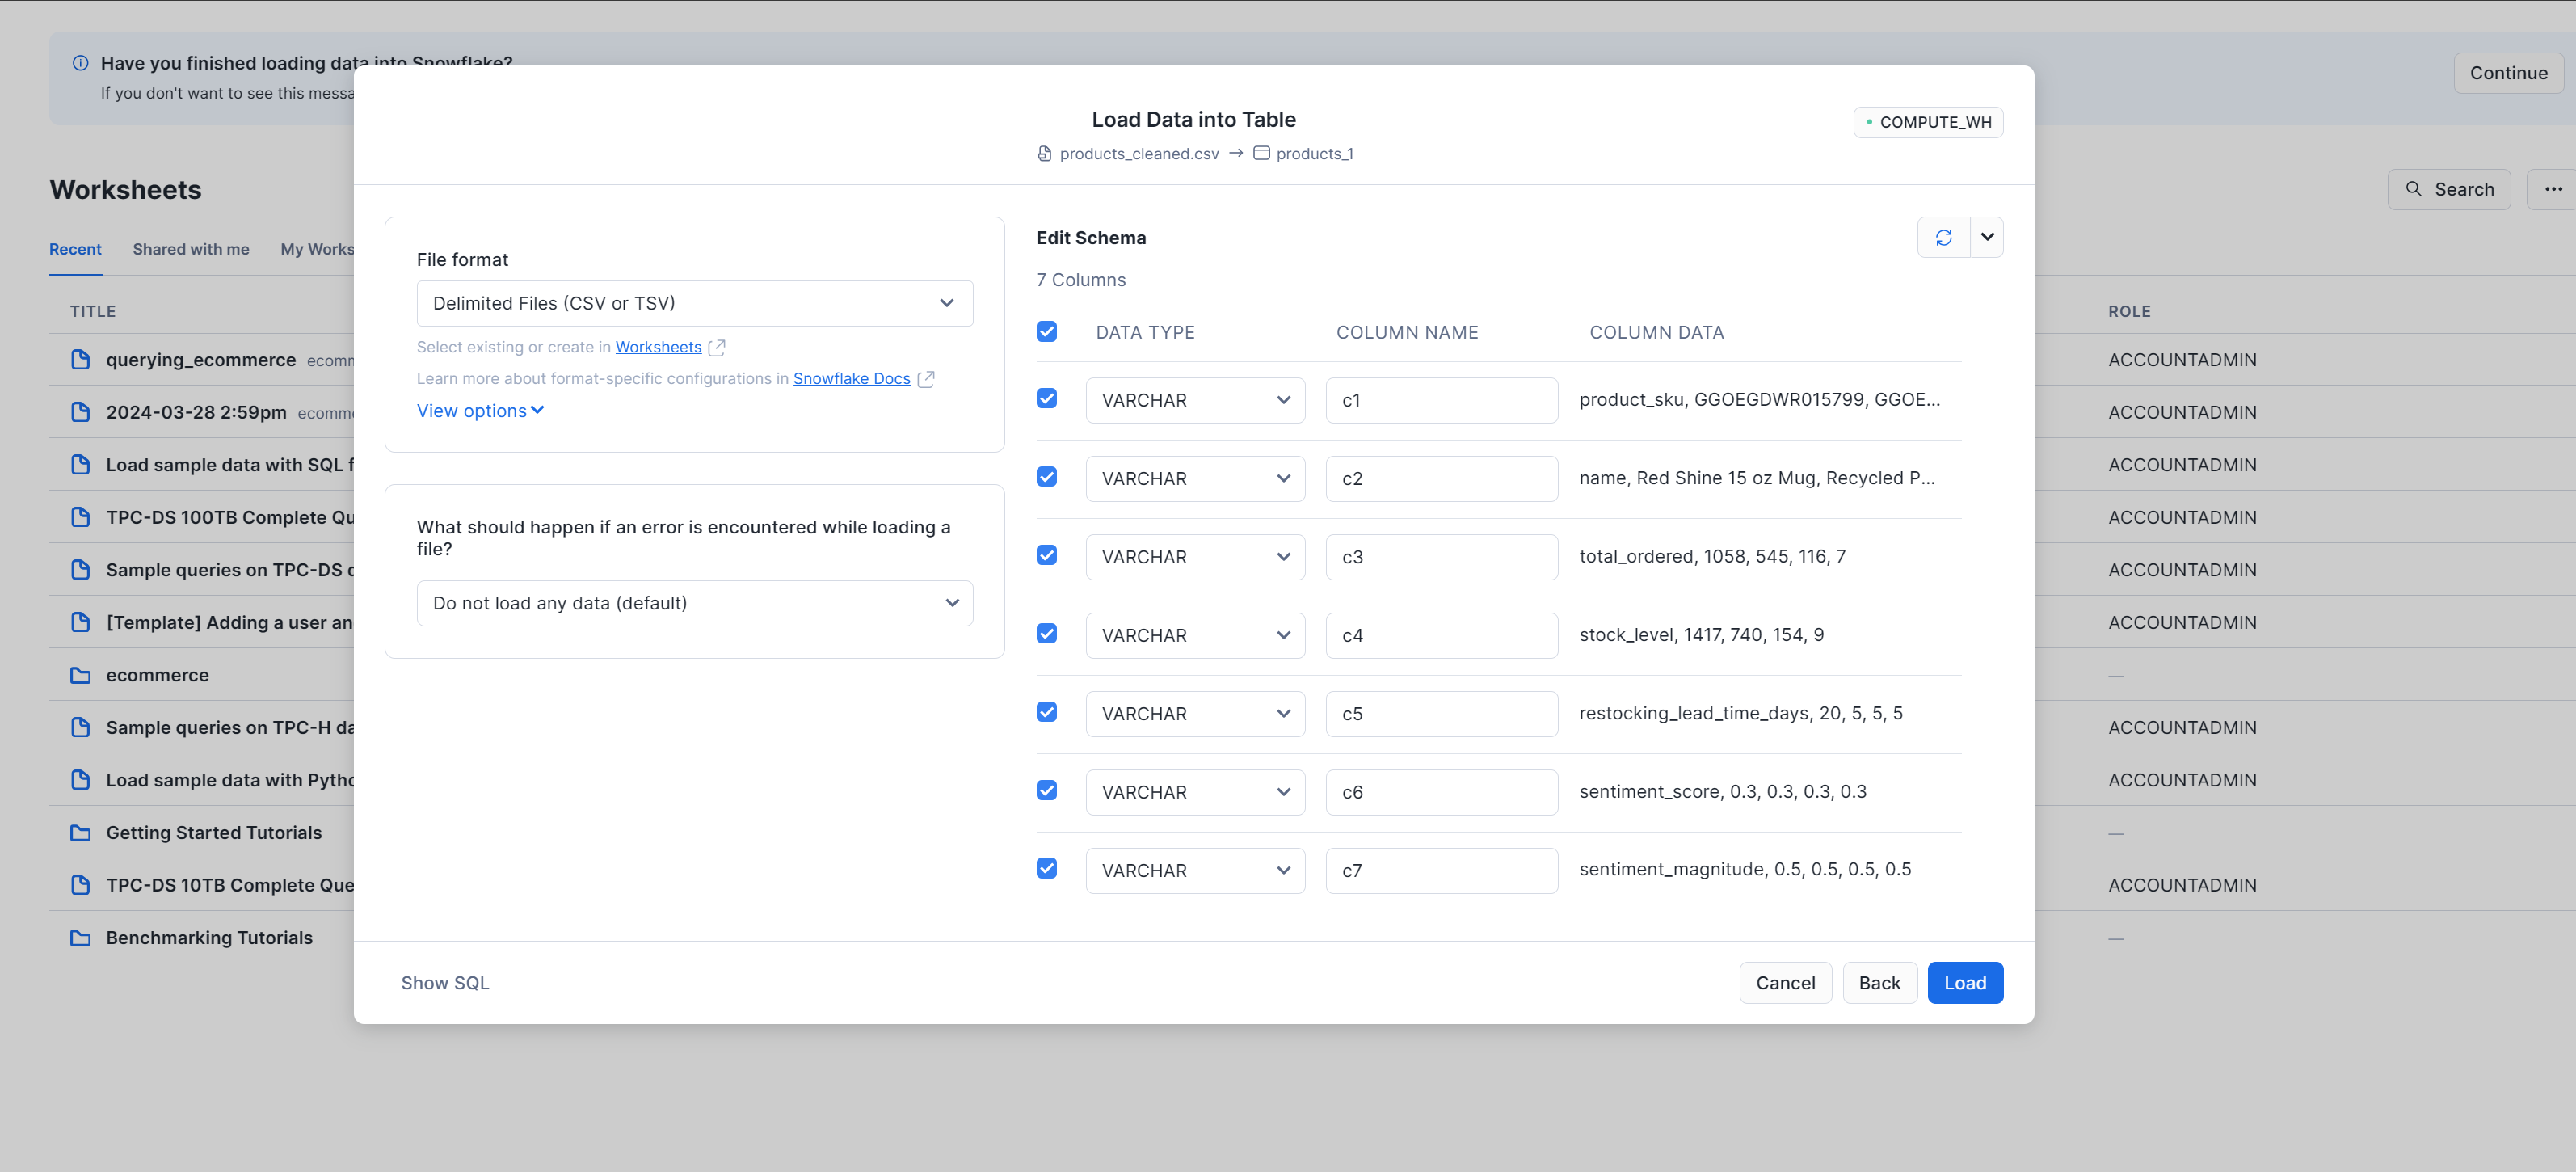 Have you finished loading data into Snowflake?
If you don't want to see this messa
Continue
Load Data into Table
products_cleaned.csv → products_1
COMPUTE_WH
Worksheets
Search
Recent
Shared with me
My Works
TITLE
ROLE
querying_ecommerce
ecomm
ACCOUNTADMIN
2024-03-28 2:59pm
ecomme
ACCOUNTADMIN
Load sample data with SQL f
ACCOUNTADMIN
TPC-DS 100TB Complete Qu
ACCOUNTADMIN
Sample queries on TPC-DS d
ACCOUNTADMIN
[Template] Adding a user an
ACCOUNTADMIN
ecommerce
—
Sample queries on TPC-H da
ACCOUNTADMIN
Load sample data with Pytho
ACCOUNTADMIN
Getting Started Tutorials
—
TPC-DS 10TB Complete Que
ACCOUNTADMIN
Benchmarking Tutorials
—
File format
Delimited Files (CSV or TSV)
Select existing or create in Worksheets
Learn more about format-specific configurations in Snowflake Docs
View options
What should happen if an error is encountered while loading a
file?
Do not load any data (default)
Edit Schema
7 Columns
DATA TYPE COLUMN NAME COLUMN DATA
VARCHAR c1 product_sku, GGOEGDWR015799, GGOE...
VARCHAR c2 name, Red Shine 15 oz Mug, Recycled P...
VARCHAR c3 total_ordered, 1058, 545, 116, 7
VARCHAR c4 stock_level, 1417, 740, 154, 9
VARCHAR c5 restocking_lead_time_days, 20, 5, 5, 5
VARCHAR c6 sentiment_score, 0.3, 0.3, 0.3, 0.3
VARCHAR c7 sentiment_magnitude, 0.5, 0.5, 0.5, 0.5
Show SQL
Cancel
Back
Load